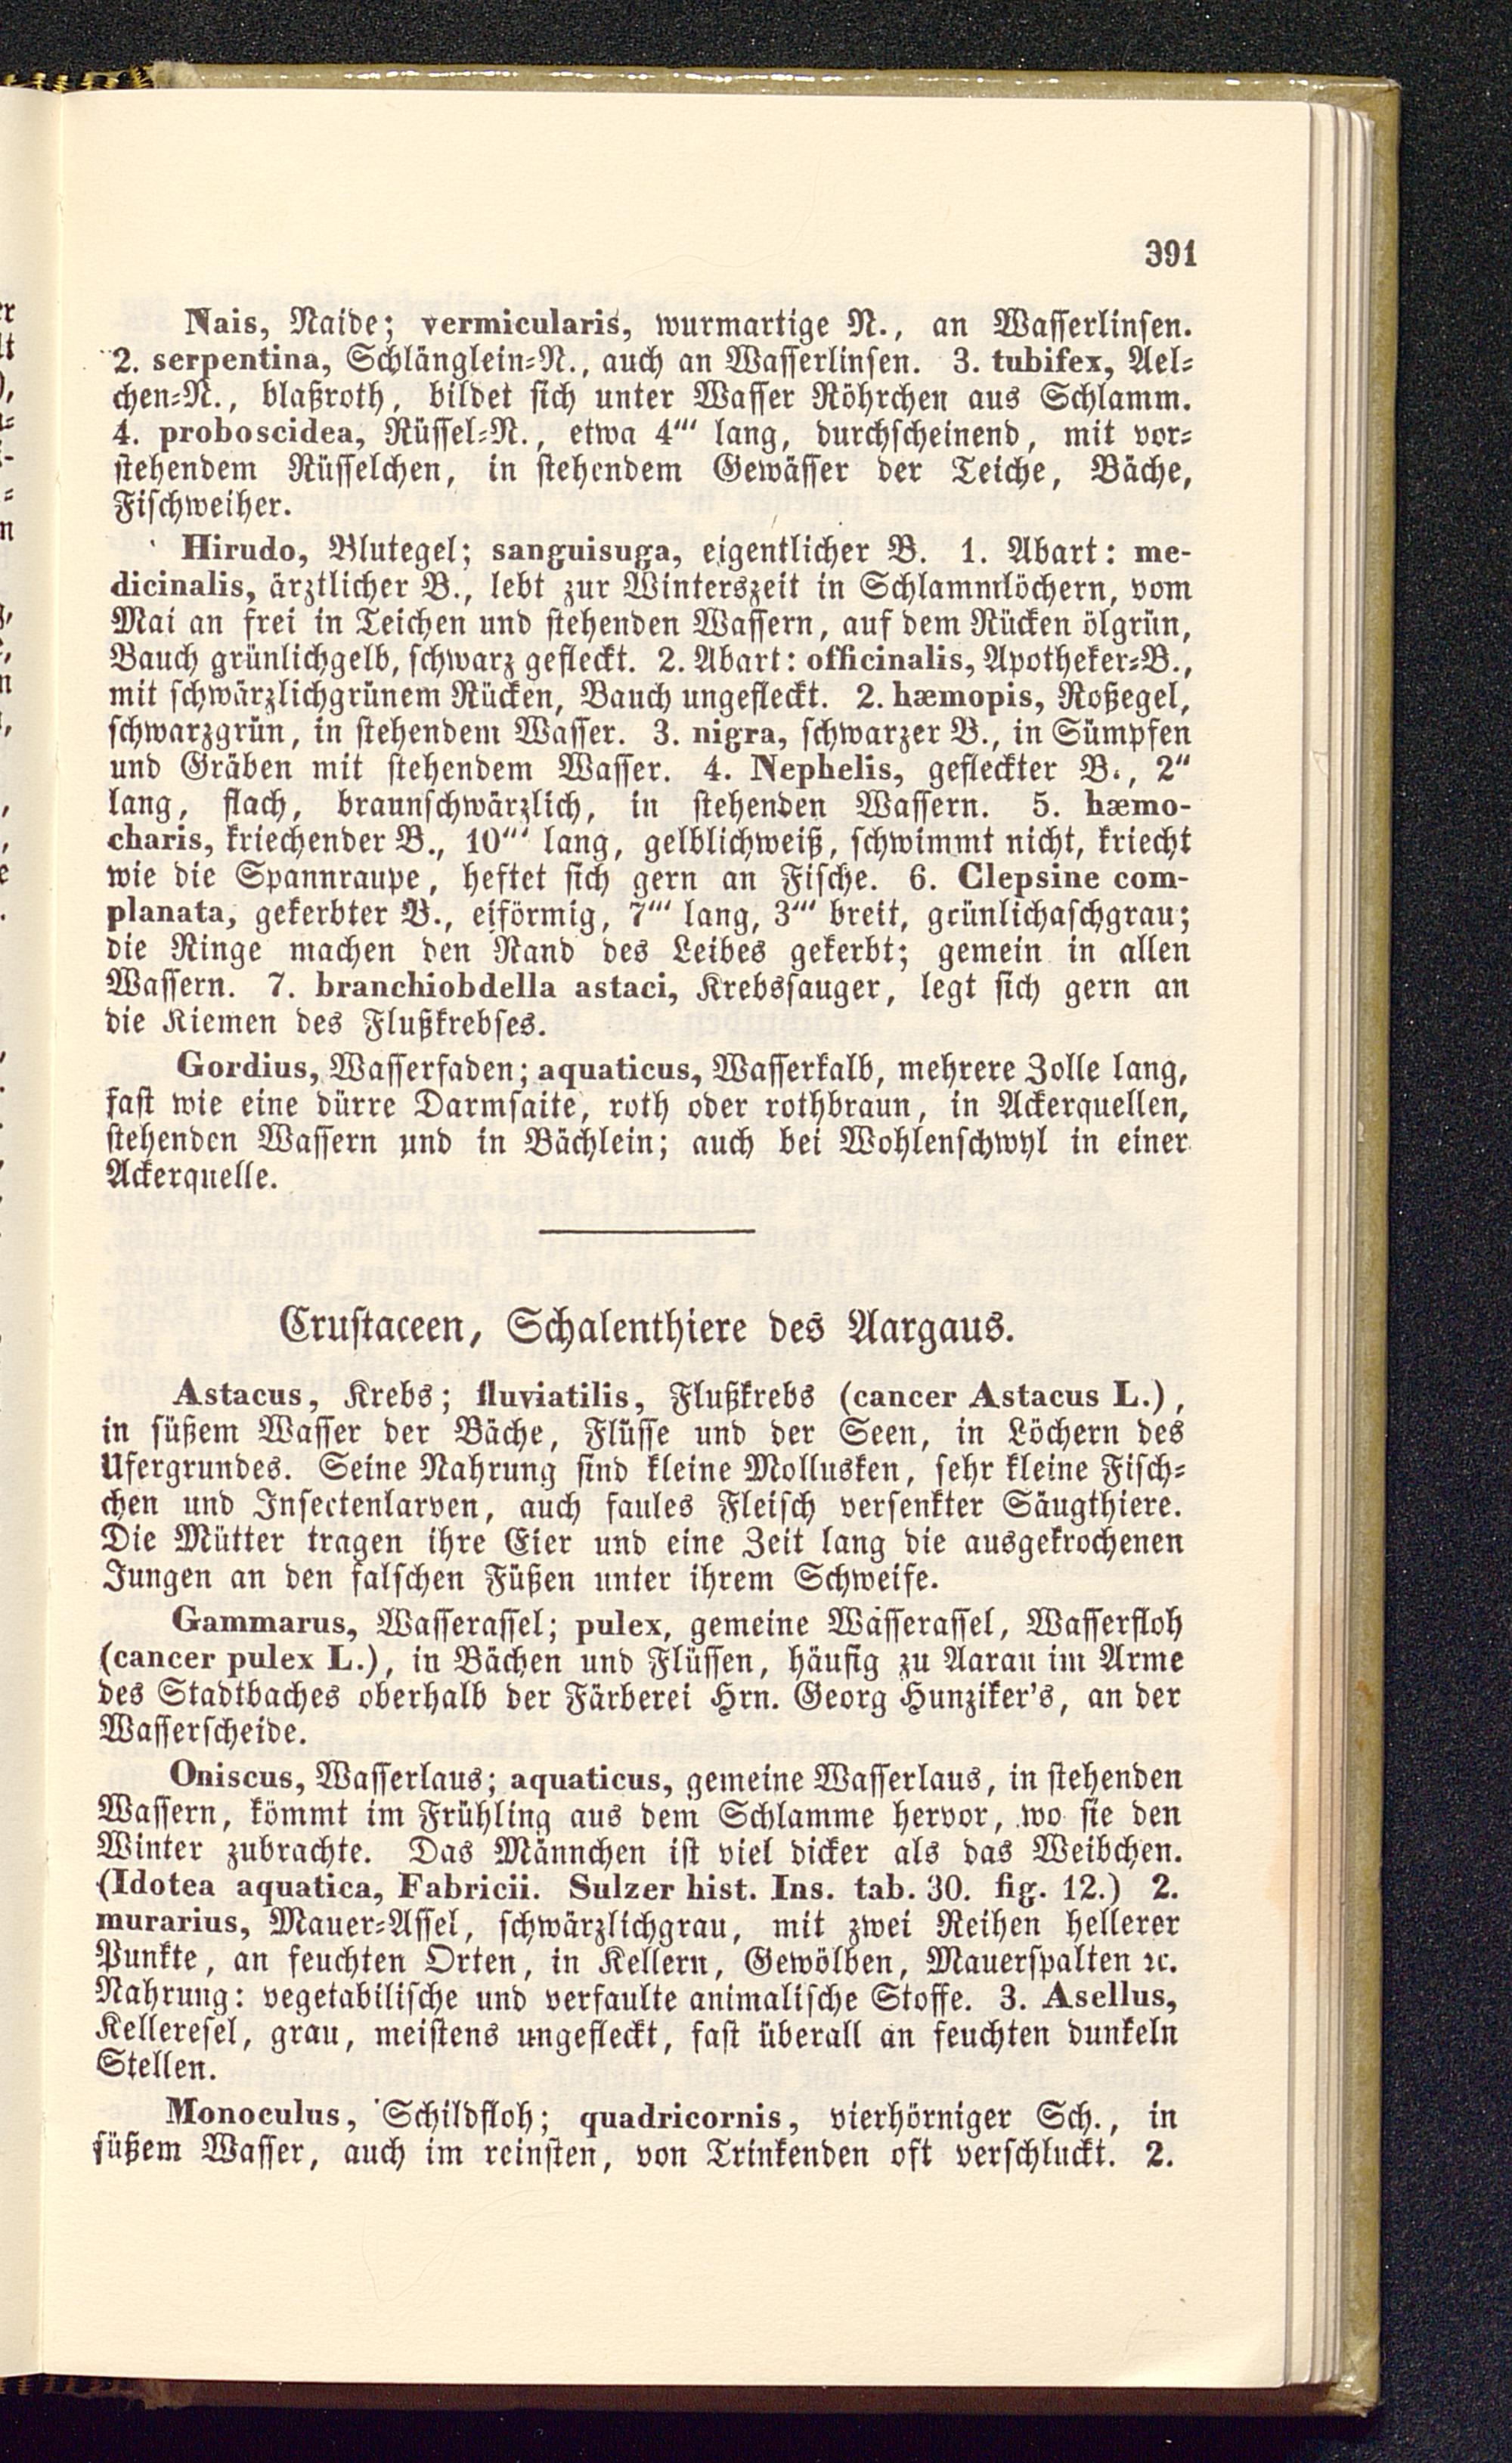 391
Nais, Naide; vermicularis, wurmartige N., an Wasserlinsen.
2. serpentina, Schlänglein-N., auch an Wasserlinsen. 3. tubifex, Ael-
chen-N., blaßroth, bildet sich unter Wasser Röhrchen aus Schlamm.
4. proboscidea, Rüssel-N., etwa 4''' lang, durchscheinend, mit vor-
stehendem Rüsselchen, in stehendem Gewässer der Teiche, Bäche,
Fischweiher.
Hirudo, Blutegel; sanguisuga, eigentlicher B. 1. Abart: me-
dicinalis, ärztlicher B., lebt zur Winterszeit in Schlammlöchern, vom
Mai an frei in Teichen und stehenden Wassern, auf dem Rücken ölgrün,
Bauch grünlichgelb, schwarz gefleckt. 2. Abart: officinalis, Apotheker-B.,
mit schwärzlichgrünem Rücken, Bauch ungefleckt. 2. hæmopis, Roßegel,
schwarzgrün, in stehendem Wasser. 3. nigra, schwarzer B., in Sümpfen
und Gräben mit stehendem Wasser. 4. Nephelis, gefleckter B., 2''
lang, flach, braunschwärzlich, in stehenden Wassern. 5. hæmo-
charis, kriechender B., 10''' lang, gelblichweiß, schwimmt nicht, kriecht
wie die Spannraupe, heftet sich gern an Fische. 6. Clepsine com-
planata, gekerbter B., eiförmig, 7''' lang, 3''' breit, grünlichaschgrau;
die Ringe machen den Rand des Leibes gekerbt; gemein in allen
Wassern. 7. branchiobdella astaci, Krebssauger, legt sich gern an
die Kiemen des Flußkrebses.
Gordius, Wasserfaden; aquaticus, Wasserkalb, mehrere Zolle lang,
fast wie eine dürre Darmsaite, roth oder rothbraun, in Ackerquellen,
stehenden Wassern und in Bächlein; auch bei Wohlenschwyl in einer
Ackerquelle.
Crustaceen, Schalenthiere des Aargaus.
Astacus, Krebs; fluviatilis, Flußkrebs (cancer Astacus L.),
in süßem Wasser der Bäche, Flüsse und der Seen, in Löchern des
Ufergrundes. Seine Nahrung sind kleine Mollusken, sehr kleine Fisch-
chen und Insectenlarven, auch faules Fleisch versenkter Säugthiere.
Die Mütter tragen ihre Eier und eine Zeit lang die ausgekrochenen
Jungen an den falschen Füßen unter ihrem Schweife.
Gammarus, Wasserassel; pulex, gemeine Wasserassel, Wasserfloh
(cancer pulex L.), in Bächen und Flüssen, häufig zu Aarau im Arme
des Stadtbaches oberhalb der Färberei Hrn. Georg Hunziker's, an der
Wasserscheide.
Oniscus, Wasserlaus; aquaticus, gemeine Wasserlaus, in stehenden
Wassern, kömmt im Frühling aus dem Schlamme hervor, wo sie den
Winter zubrachte. Das Männchen ist viel dicker als das Weibchen.
(Idotea aquatica, Fabricii. Sulzer hist. Ins. tab. 30. fig. 12.) 2.
murarius, Mauer-Assel, schwärzlichgrau, mit zwei Reihen hellerer
Punkte, an feuchten Orten, in Kellern, Gewölben, Mauerspalten ꝛc.
Nahrung: vegetabilische und verfaulte animalische Stoffe. 3. Asellus,
Kelleresel, grau, meistens ungefleckt, fast überall an feuchten dunkeln
Stellen.
Monoculus, Schildfloh; quadricornis, vierhörniger Sch., in
süßem Wasser, auch im reinsten, von Trinkenden oft verschluckt. 2.